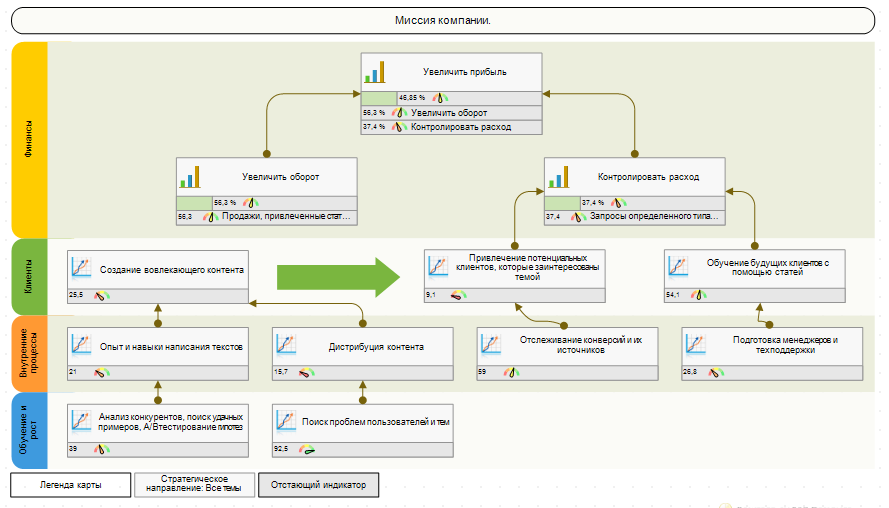 Миссия компании.
Финансы
Увеличить прибыль
46,85 %
56,3 % Увеличить оборот
37,4 % Контролировать расход
Увеличить оборот
56,3 %
56,3 Продажи, привлеченные стат...
Контролировать расход
37,4 %
37,4 Запросы определенного типа...
Клиенты
Создание вовлекающего контента
25,5
Привлечение потенциальных
клиентов, которые заинтересованы
темой
9,1
Обучение будущих клиентов с
помощью статей
54,1
Внутренние
процессы
Опыт и навыки написания текстов
21
Дистрибуция контента
15,7
Отслеживание конверсий и их
источников
59
Подготовка менеджеров и
техподдержки
26,8
Обучение и
рост
Анализ конкурентов, поиск удачных
примеров, A/B тестирование гипотез
39
Поиск проблем пользователей и тем
92,5
Легенда карты
Стратегическое
направление: Все темы
Отстающий индикатор